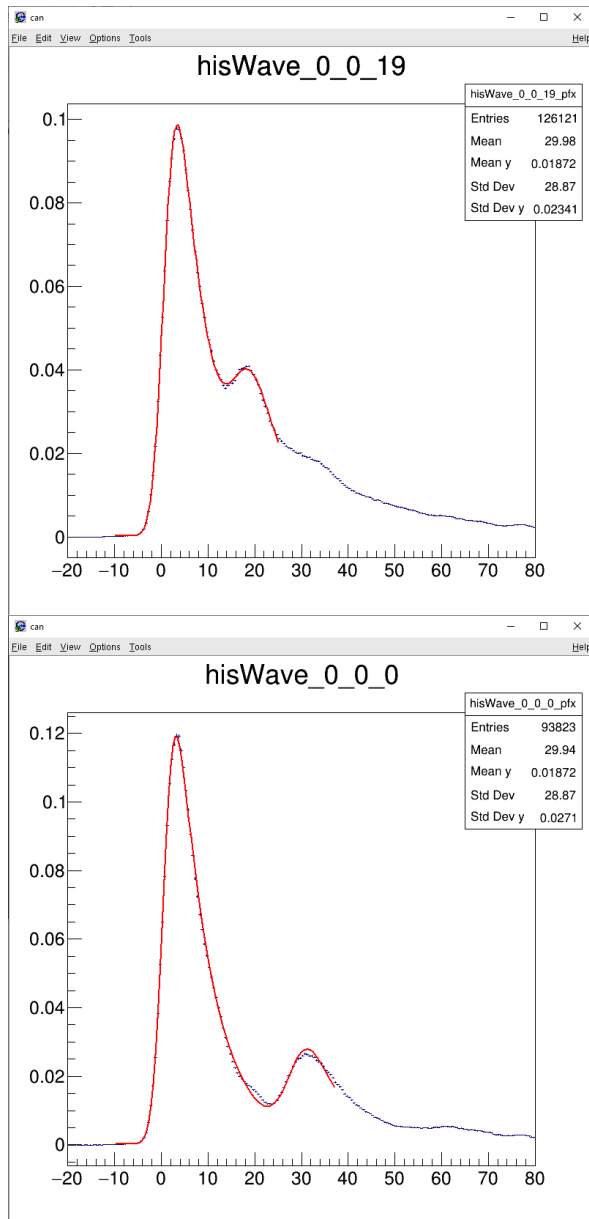 can
File Edit View Options Tools Help
hisWave_0_0_19
hisWave_0_0_19_pfx
Entries 126121
Mean 29.98
Mean y 0.01872
Std Dev 28.87
Std Dev y 0.02341
0.1
0.08
0.06
0.04
0.02
0
−20 −10 0 10 20 30 40 50 60 70 80
can
File Edit View Options Tools Help
hisWave_0_0_0
hisWave_0_0_0_pfx
Entries 93823
Mean 29.94
Mean y 0.01872
Std Dev 28.87
Std Dev y 0.0271
0.12
0.1
0.08
0.06
0.04
0.02
0
−20 −10 0 10 20 30 40 50 60 70 80